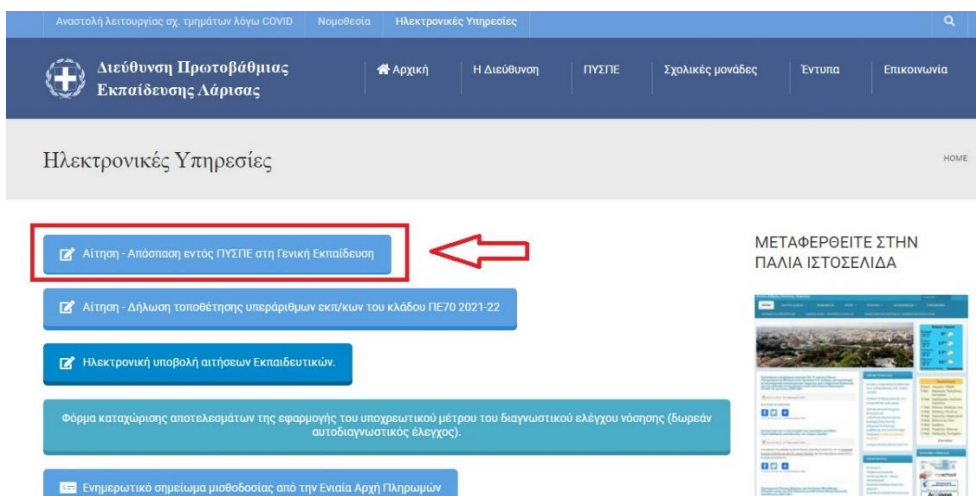 Αναστολή λειτουργίας σχ. τμημάτων λόγω COVID Νομοθεσία Ηλεκτρονικές Υπηρεσίες
Διεύθυνση Πρωτοβάθμιας
Εκπαίδευσης Λάρισας
Αρχική Η Διεύθυνση ΠΥΣΠΕ Σχολικές μονάδες Έντυπα Επικοινωνία
Ηλεκτρονικές Υπηρεσίες
HOME
Αίτηση - Απόσπαση εντός ΠΥΣΠΕ στη Γενική Εκπαίδευση
ΜΕΤΑΦΕΡΘΕΙΤΕ ΣΤΗΝ
ΠΑΛΙΑ ΙΣΤΟΣΕΛΙΔΑ
Αίτηση - Δήλωση τοποθέτησης υπεράριθμων εκπ/κων του κλάδου ΠΕ70 2021-22
Ηλεκτρονική υποβολή αιτήσεων Εκπαιδευτικών.
Φόρμα καταχώρισης αποτελεσμάτων της εφαρμογής του υποχρεωτικού μέτρου του διαγνωστικού ελέγχου νόσησης (δωρεάν
αυτοδιαγνωστικός έλεγχος).
Ενημερωτικό σημείωμα μισθοδοσίας από την Ενιαία Αρχή Πληρωμών